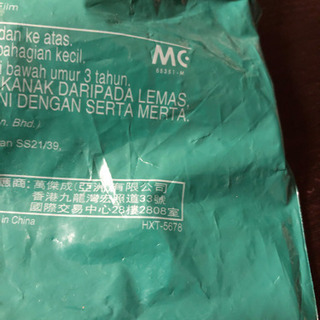 Fjim
dan ke atas.
bahagian kecil.
i bawah umur 3 tahun.
KANAK DARIPADA LEMAS.
NI DENGAN SERTA MERTA.
n. Bhd.)
an SS21/39,
MC
商: 萬傑成(亞洲)有限公司
香港九龍灣宏照道33號
國際交易中心28樓2808室
in China
HXT-5678